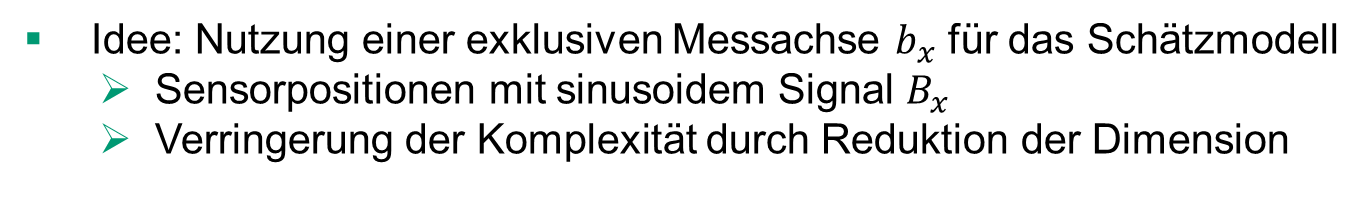 ▪ Idee: Nutzung einer exklusiven Messachse $b_x$ für das Schätzmodell
➢ Sensorpositionen mit sinusoidem Signal $B_x$
➢ Verringerung der Komplexität durch Reduktion der Dimension